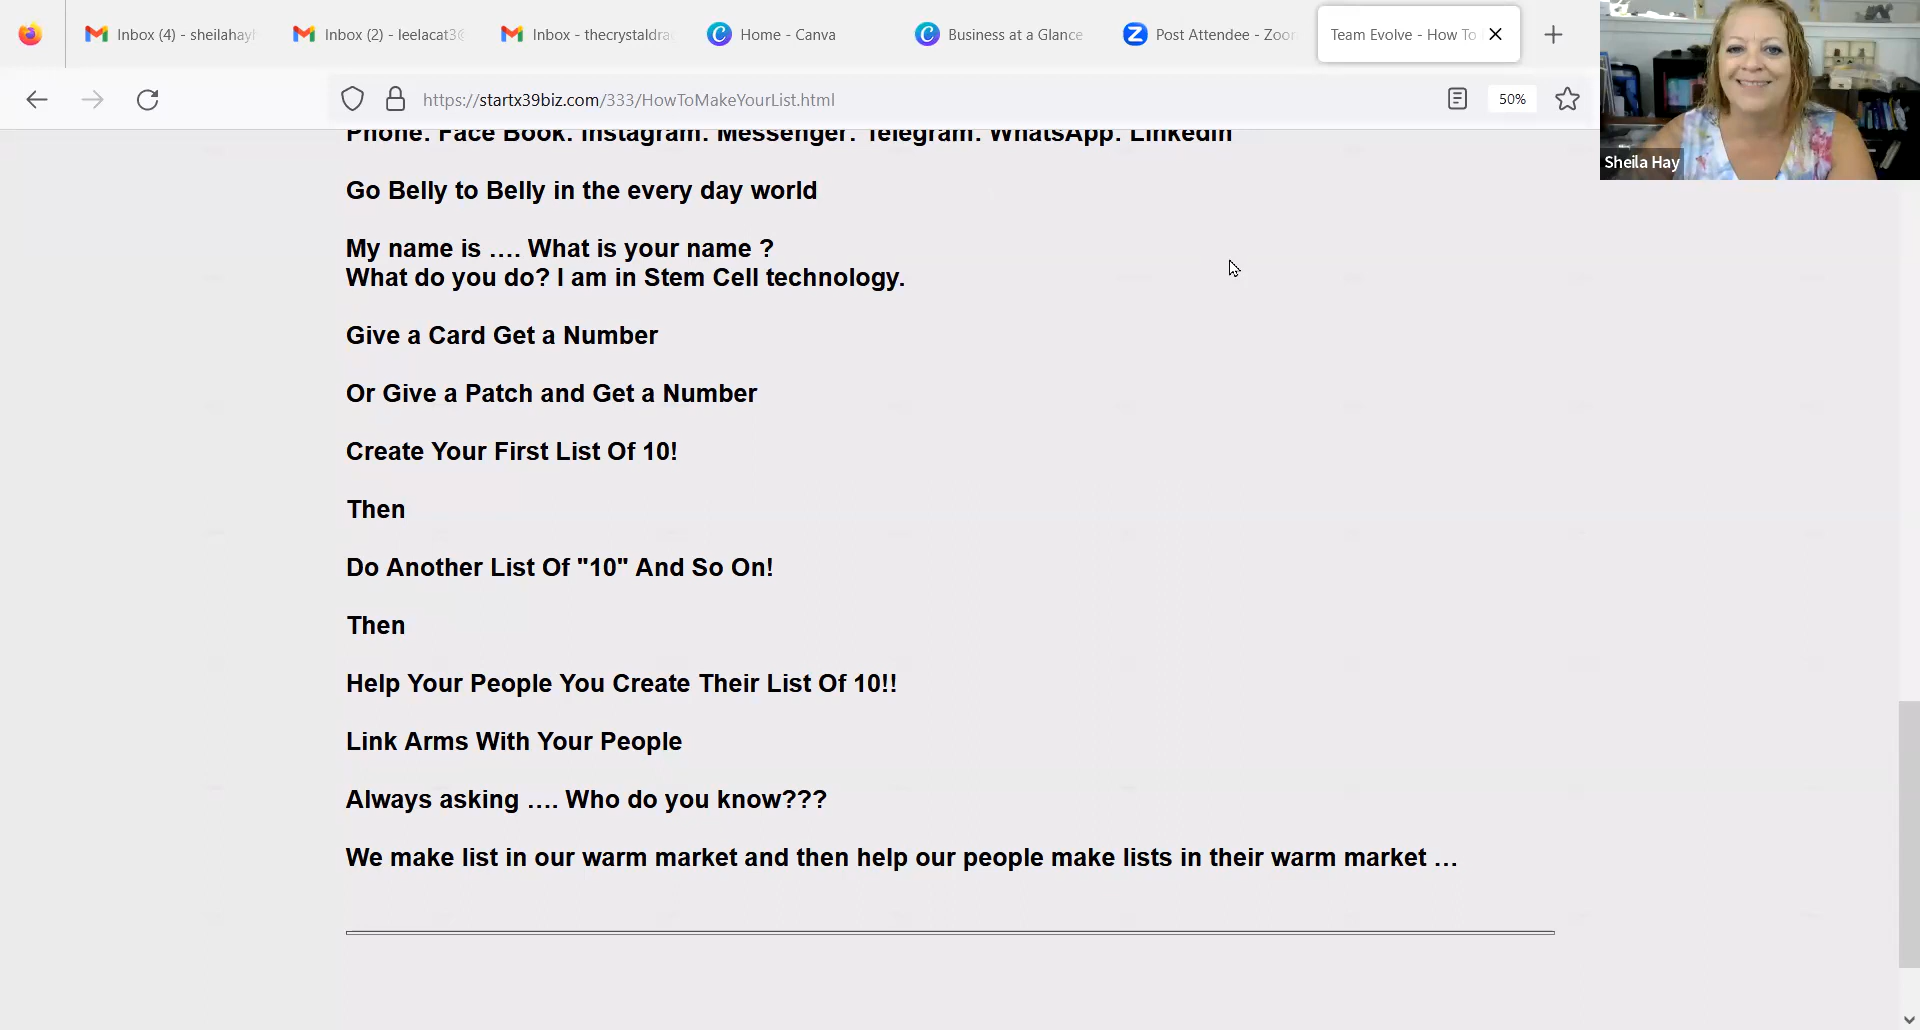 Inbox (4) - sheilahay
Inbox (2) - leelacat3
Inbox - thecrystaldra
Home - Canva
Business at a Glance
Post Attendee - Zoo
Team Evolve - How To
https://startx39biz.com/333/HowToMakeYourList.html
50%
Sheila Hay
Phone. Face Book. Instagram. Messenger. Telegram. WhatsApp. LinkedIn
Go Belly to Belly in the every day world
My name is …. What is your name ?
What do you do? I am in Stem Cell technology.
Give a Card Get a Number
Or Give a Patch and Get a Number
Create Your First List Of 10!
Then
Do Another List Of "10" And So On!
Then
Help Your People You Create Their List Of 10!!
Link Arms With Your People
Always asking …. Who do you know???
We make list in our warm market and then help our people make lists in their warm market …